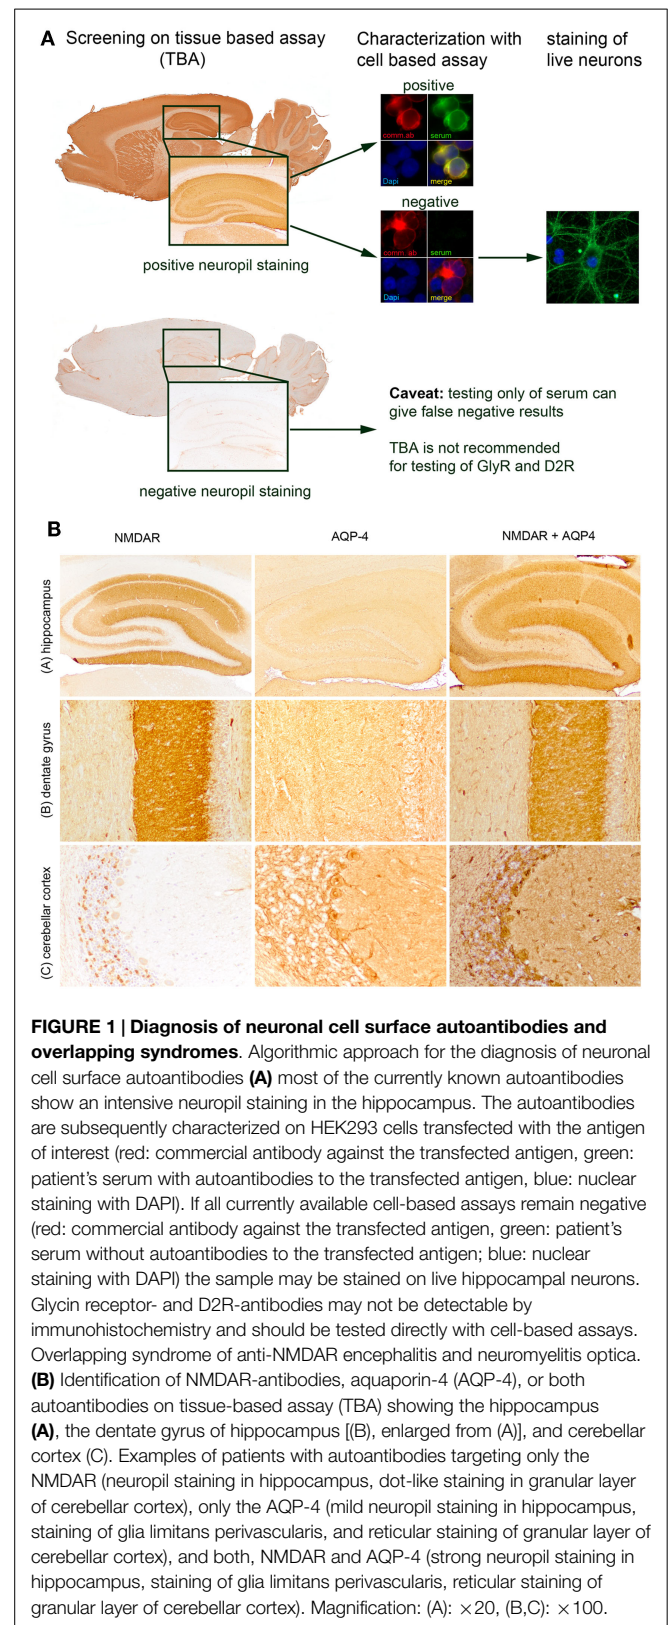 A Screening on tissue based assay
(TBA)
Characterization with
cell based assay
staining of
live neurons
positive
comm ab
serum
Dapi
merge
negative
comm ab
serum
Dapi
merge
positive neuropil staining
Caveat: testing only of serum can
give false negative results
TBA is not recommended
for testing of GlyR and D2R
negative neuropil staining
B
NMDAR
AQP-4
NMDAR + AQP4
(A) hippocampus
(B) dentate gyrus
(C) cerebellar cortex
FIGURE 1 | Diagnosis of neuronal cell surface autoantibodies and
overlapping syndromes. Algorithmic approach for the diagnosis of neuronal
cell surface autoantibodies (A) most of the currently known autoantibodies
show an intensive neuropil staining in the hippocampus. The autoantibodies
are subsequently characterized on HEK293 cells transfected with the antigen
of interest (red: commercial antibody against the transfected antigen, green:
patient's serum with autoantibodies to the transfected antigen, blue: nuclear
staining with DAPI). If all currently available cell-based assays remain negative
(red: commercial antibody against the transfected antigen, green: patient's
serum without autoantibodies to the transfected antigen; blue: nuclear
staining with DAPI) the sample may be stained on live hippocampal neurons.
Glycin receptor- and D2R-antibodies may not be detectable by
immunohistochemistry and should be tested directly with cell-based assays.
Overlapping syndrome of anti-NMDAR encephalitis and neuromyelitis optica.
(B) Identification of NMDAR-antibodies, aquaporin-4 (AQP-4), or both
autoantibodies on tissue-based assay (TBA) showing the hippocampus
(A), the dentate gyrus of hippocampus [(B), enlarged from (A)], and cerebellar
cortex (C). Examples of patients with autoantibodies targeting only the
NMDAR (neuropil staining in hippocampus, dot-like staining in granular layer
of cerebellar cortex), only the AQP-4 (mild neuropil staining in hippocampus,
staining of glia limitans perivascularis, and reticular staining of granular layer of
cerebellar cortex), and both, NMDAR and AQP-4 (strong neuropil staining in
hippocampus, staining of glia limitans perivascularis, reticular staining of
granular layer of cerebellar cortex). Magnification: (A): ×20, (B,C): ×100.